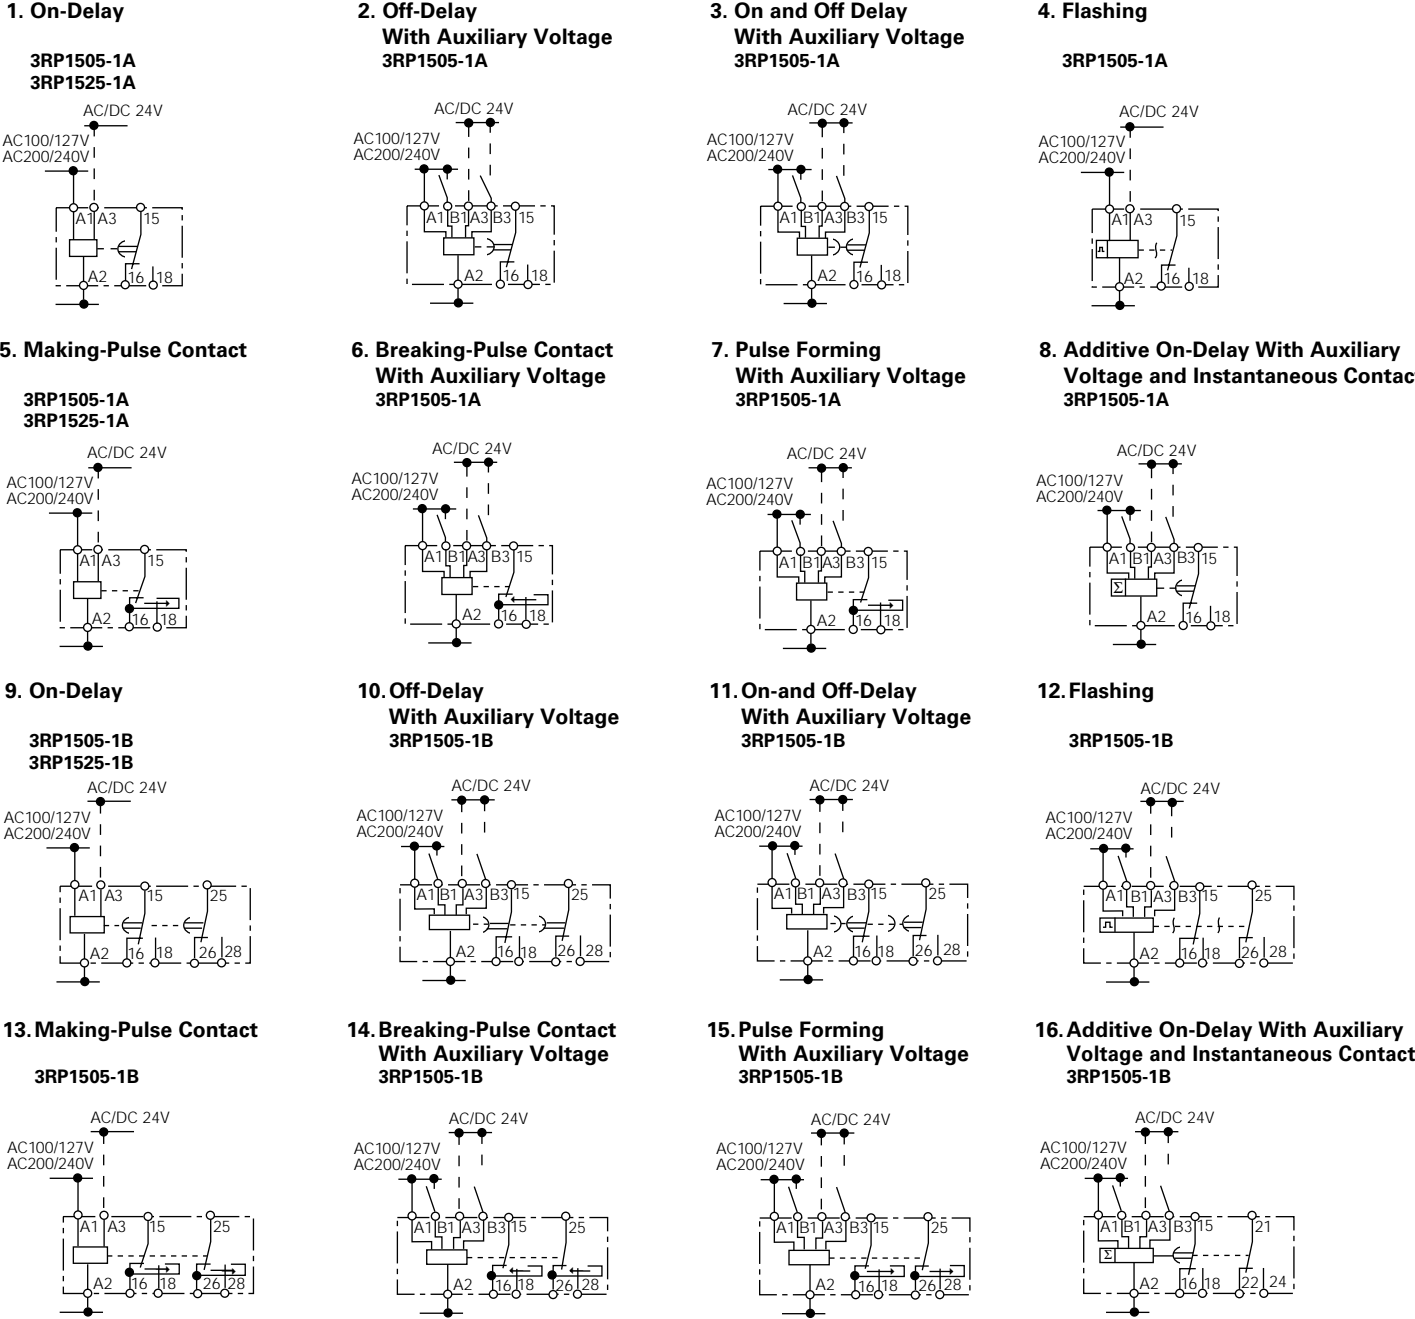 1. On-Delay
3RP1505-1A
3RP1525-1A
AC/DC 24V
AC100/127V
AC200/240V
A1 A3 15
A2 16 18
2. Off-Delay
With Auxiliary Voltage
3RP1505-1A
AC/DC 24V
AC100/127V
AC200/240V
A1 B1 A3 B3 15
A2 16 18
3. On and Off Delay
With Auxiliary Voltage
3RP1505-1A
AC/DC 24V
AC100/127V
AC200/240V
A1 B1 A3 B3 15
A2 16 18
4. Flashing
3RP1505-1A
AC/DC 24V
AC100/127V
AC200/240V
A1 A3 15
A2 16 18
5. Making-Pulse Contact
3RP1505-1A
3RP1525-1A
AC/DC 24V
AC100/127V
AC200/240V
A1 A3 15
A2 16 18
6. Breaking-Pulse Contact
With Auxiliary Voltage
3RP1505-1A
AC/DC 24V
AC100/127V
AC200/240V
A1 B1 A3 B3 15
A2 16 18
7. Pulse Forming
With Auxiliary Voltage
3RP1505-1A
AC/DC 24V
AC100/127V
AC200/240V
A1 B1 A3 B3 15
A2 16 18
8. Additive On-Delay With Auxiliary
Voltage and Instantaneous Contac
3RP1505-1A
AC/DC 24V
AC100/127V
AC200/240V
A1 B1 A3 B3 15
Σ
A2 16 18
9. On-Delay
3RP1505-1B
3RP1525-1B
AC/DC 24V
AC100/127V
AC200/240V
A1 A3 15 25
A2 16 18 26 28
10. Off-Delay
With Auxiliary Voltage
3RP1505-1B
AC/DC 24V
AC100/127V
AC200/240V
A1 B1 A3 B3 15 25
A2 16 18 26 28
11. On-and Off-Delay
With Auxiliary Voltage
3RP1505-1B
AC/DC 24V
AC100/127V
AC200/240V
A1 B1 A3 B3 15 25
A2 16 18 26 28
12. Flashing
3RP1505-1B
AC/DC 24V
AC100/127V
AC200/240V
A1 B1 A3 B3 15 25
A2 16 18 26 28
13. Making-Pulse Contact
3RP1505-1B
AC/DC 24V
AC100/127V
AC200/240V
A1 A3 15 25
A2 16 18 26 28
14. Breaking-Pulse Contact
With Auxiliary Voltage
3RP1505-1B
AC/DC 24V
AC100/127V
AC200/240V
A1 B1 A3 B3 15 25
A2 16 18 26 28
15. Pulse Forming
With Auxiliary Voltage
3RP1505-1B
AC/DC 24V
AC100/127V
AC200/240V
A1 B1 A3 B3 15 25
A2 16 18 26 28
16. Additive On-Delay With Auxiliary
Voltage and Instantaneous Contact
3RP1505-1B
AC/DC 24V
AC100/127V
AC200/240V
A1 B1 A3 B3 15 21
Σ
A2 16 18 22 24